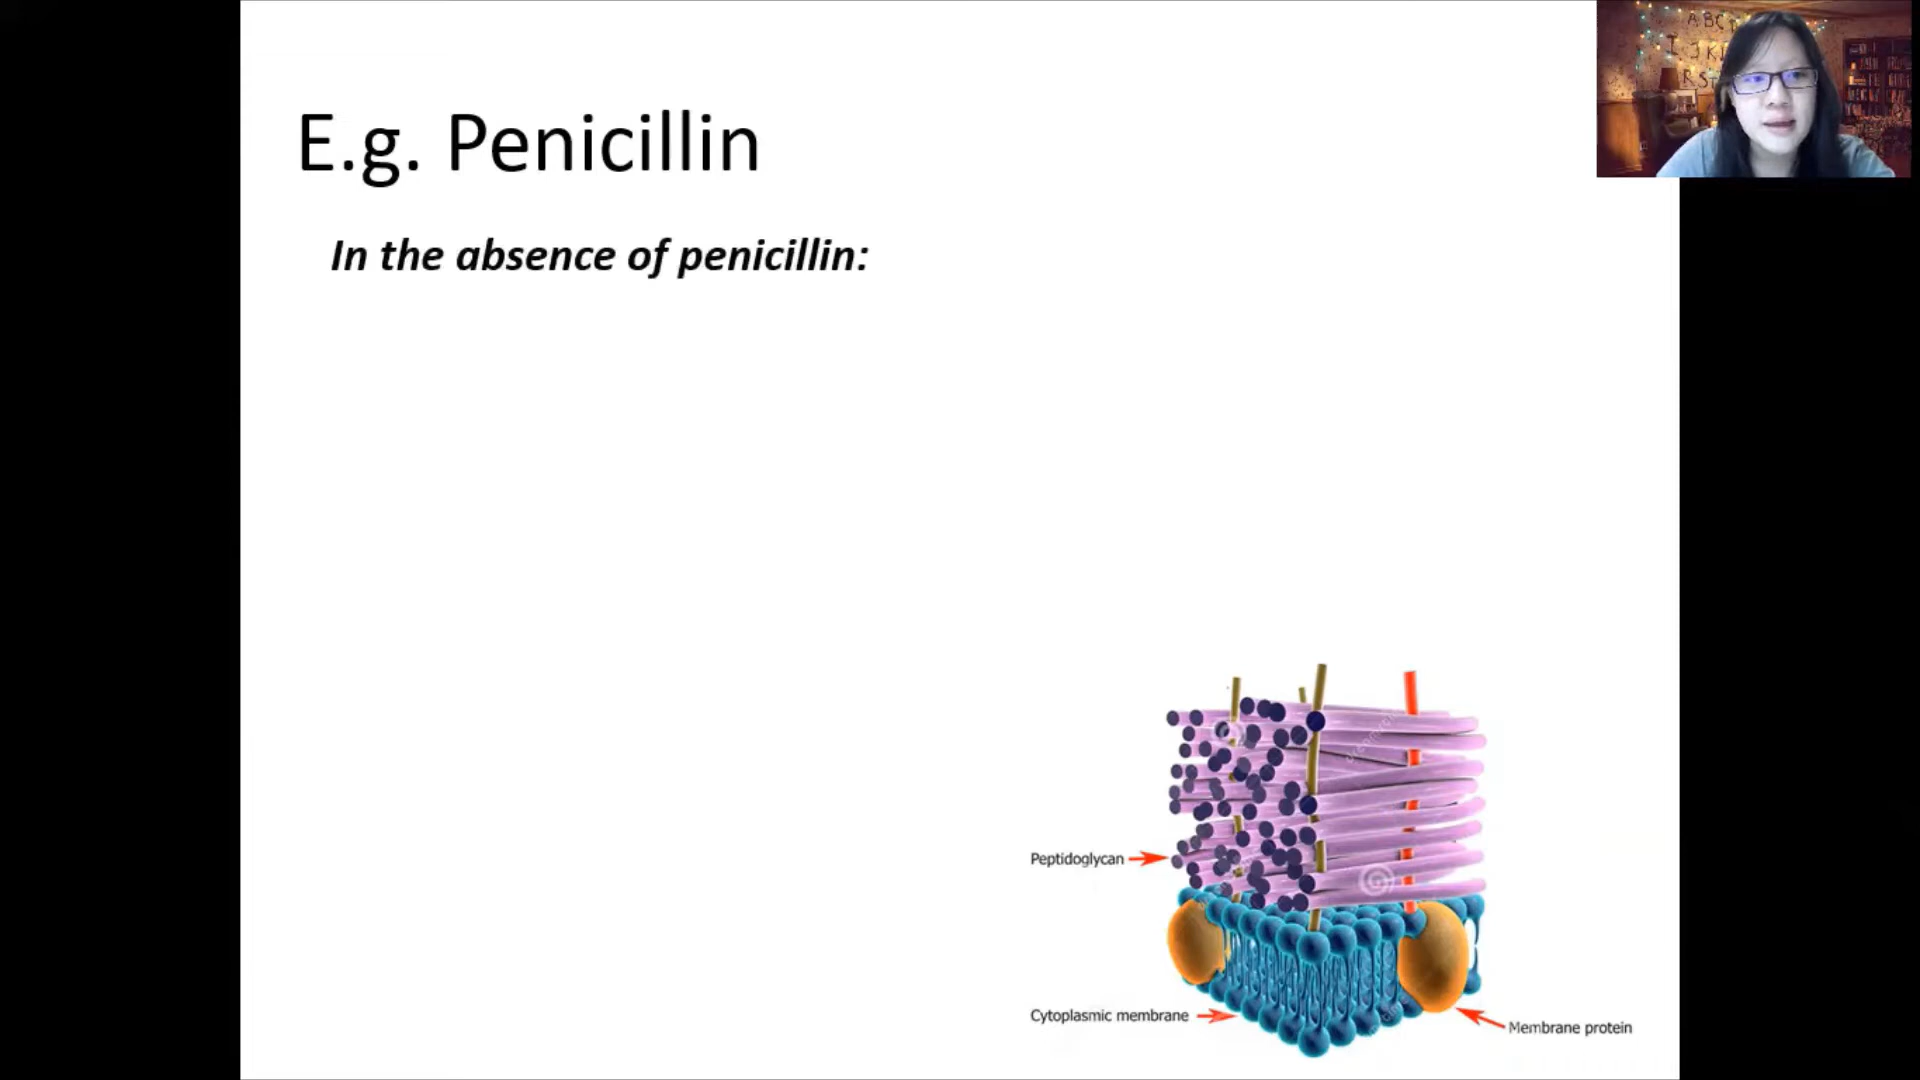 E.g. Penicillin
In the absence of penicillin:
Peptidoglycan
Cytoplasmic membrane
Membrane protein